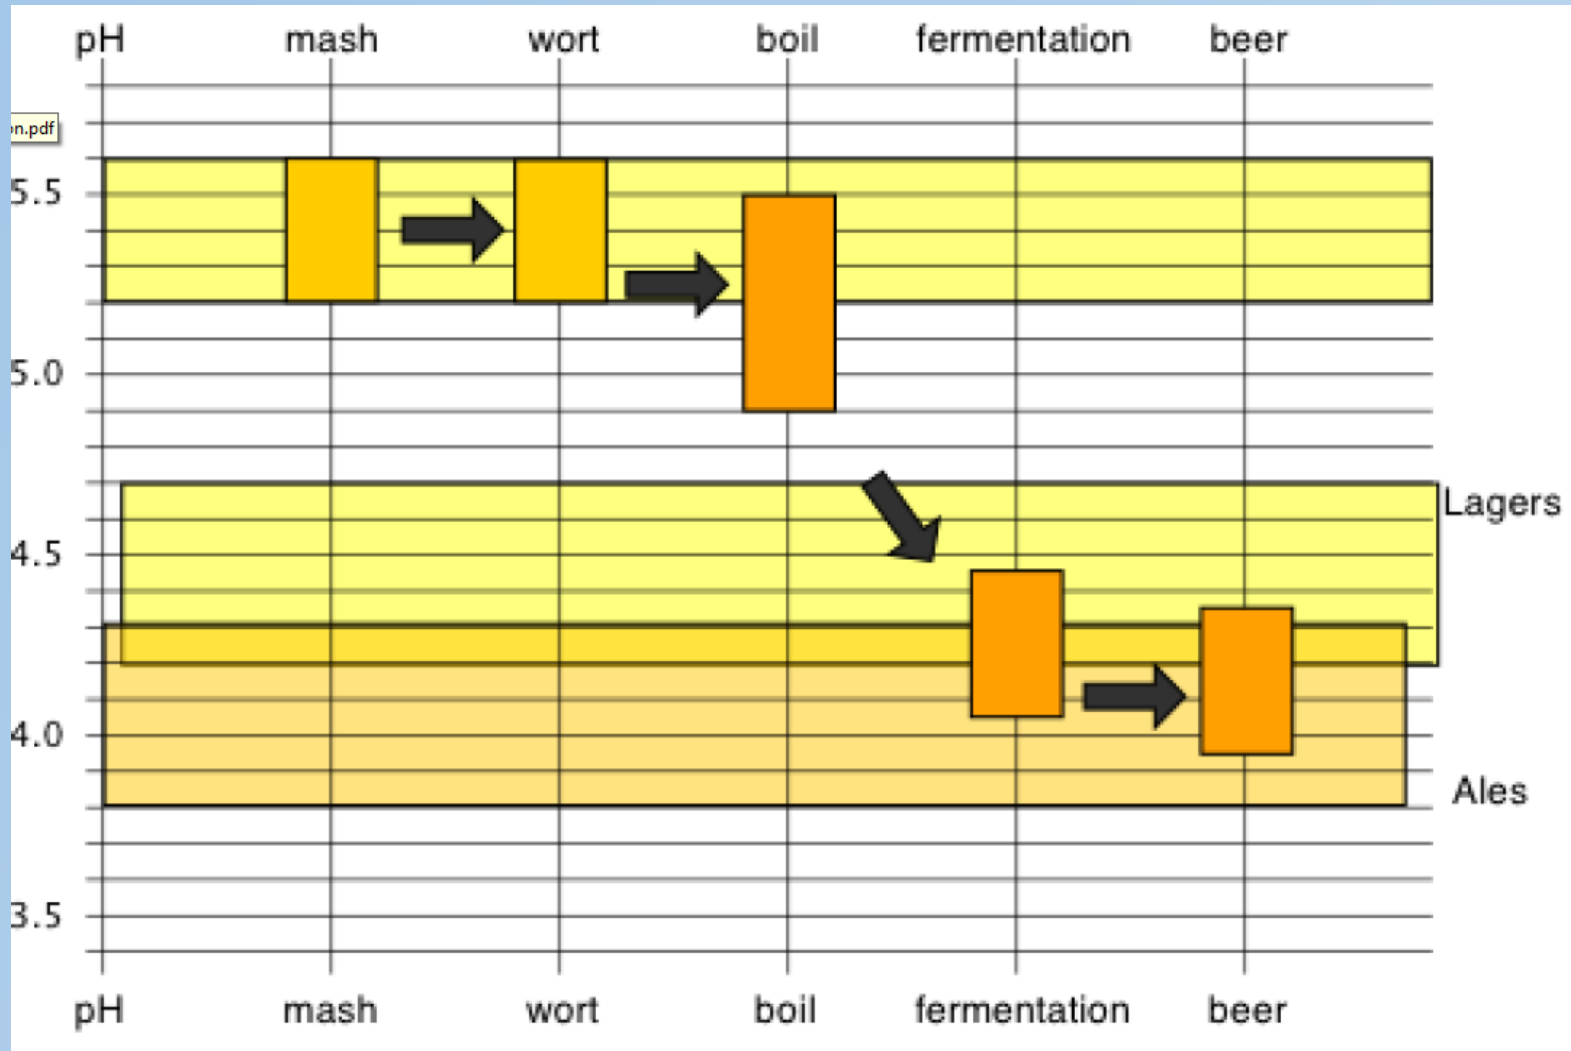 pH mash wort boil fermentation beer
on.pdf
5.5
5.0
Lagers
4.5
4.0
Ales
3.5
pH mash wort boil fermentation beer